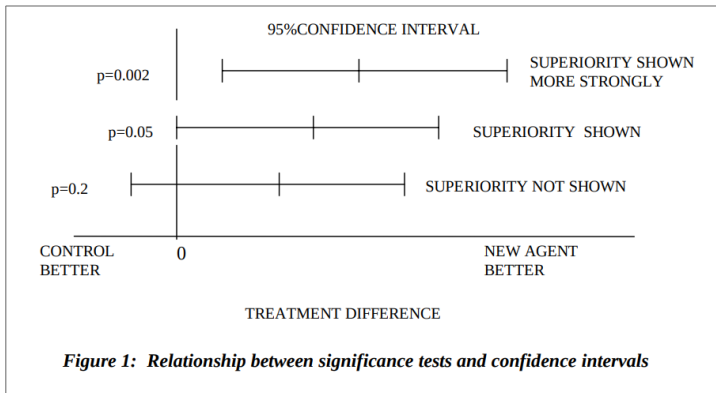 95%CONFIDENCE INTERVAL
p=0.002
SUPERIORITY SHOWN
MORE STRONGLY
p=0.05
SUPERIORITY SHOWN
p=0.2
SUPERIORITY NOT SHOWN
CONTROL
BETTER
0
NEW AGENT
BETTER
TREATMENT DIFFERENCE
Figure 1: Relationship between significance tests and confidence intervals